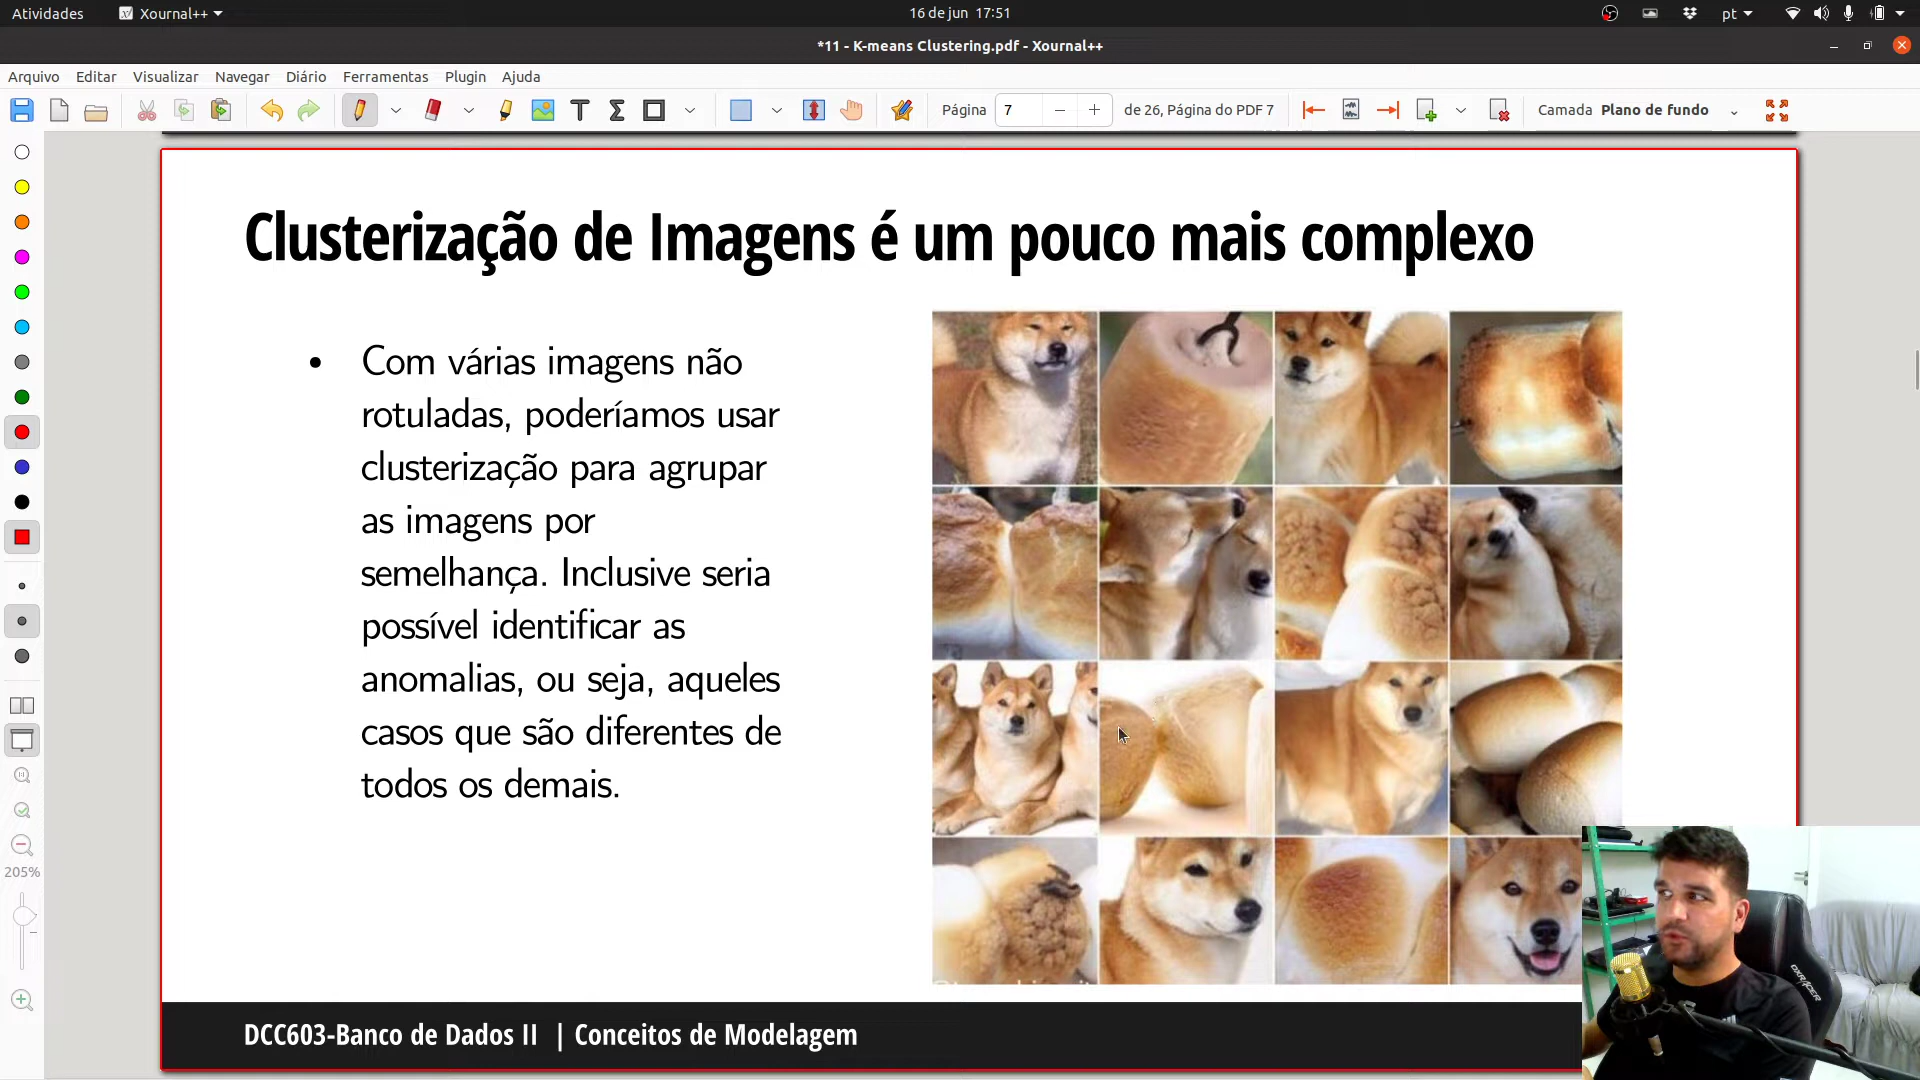 Atividades
Xournal++
16 de jun 17:51
pt
*11 - K-means Clustering.pdf - Xournal++
Arquivo Editar Visualizar Navegar Diário Ferramentas Plugin Ajuda
Página 7 de 26, Página do PDF 7
Camada Plano de fundo
Clusterização de Imagens é um pouco mais complexo
• Com várias imagens não
rotuladas, poderíamos usar
clusterização para agrupar
as imagens por
semelhança. Inclusive seria
possível identificar as
anomalias, ou seja, aqueles
casos que são diferentes de
todos os demais.
205%
DXRACER
DCC603-Banco de Dados II | Conceitos de Modelagem